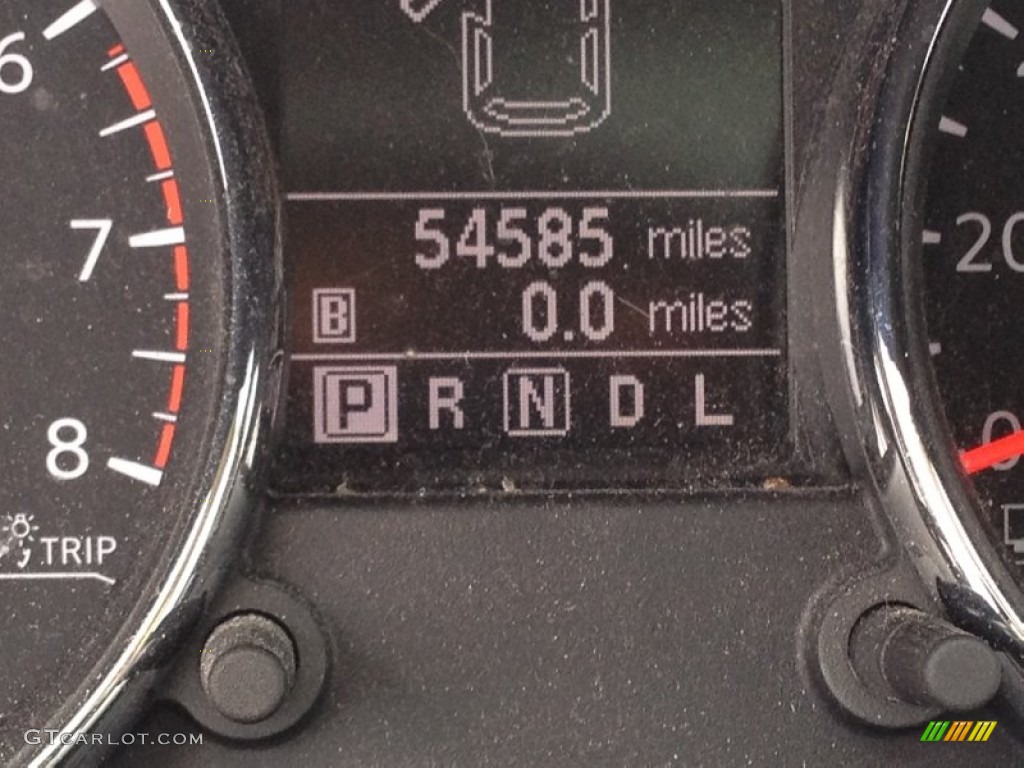 6
54585 miles
7
20
B 0.0 miles
P R N D L
8
0
TRIP
GTCARLOT.COM